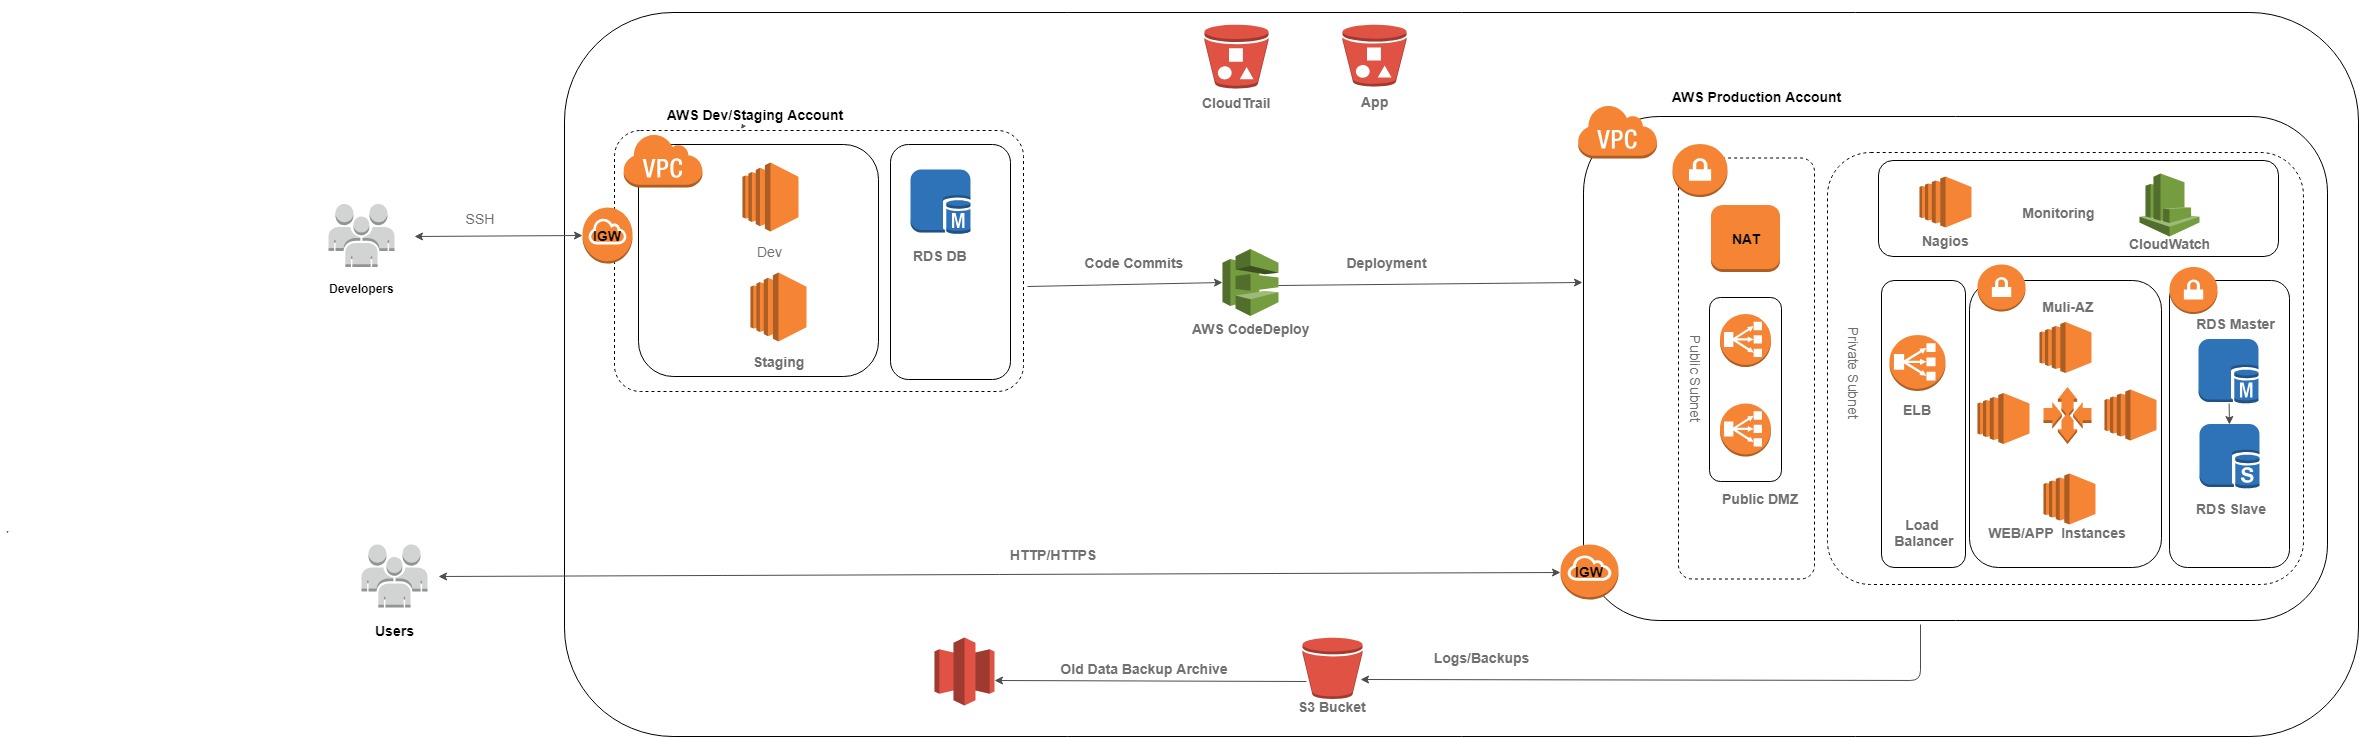 CloudTrail
App
AWS Dev/Staging Account
AWS Production Account
VPC
VPC
Dev
Staging
M
RDS DB
IGW
SSH
Developers
Code Commits
AWS CodeDeploy
Deployment
NAT
Public Subnet
Public DMZ
Private Subnet
Nagios
Monitoring
CloudWatch
ELB
Load
Balancer
Muli-AZ
WEB/APP Instances
RDS Master
M
S
RDS Slave
HTTP/HTTPS
IGW
Users
Old Data Backup Archive
S3 Bucket
Logs/Backups